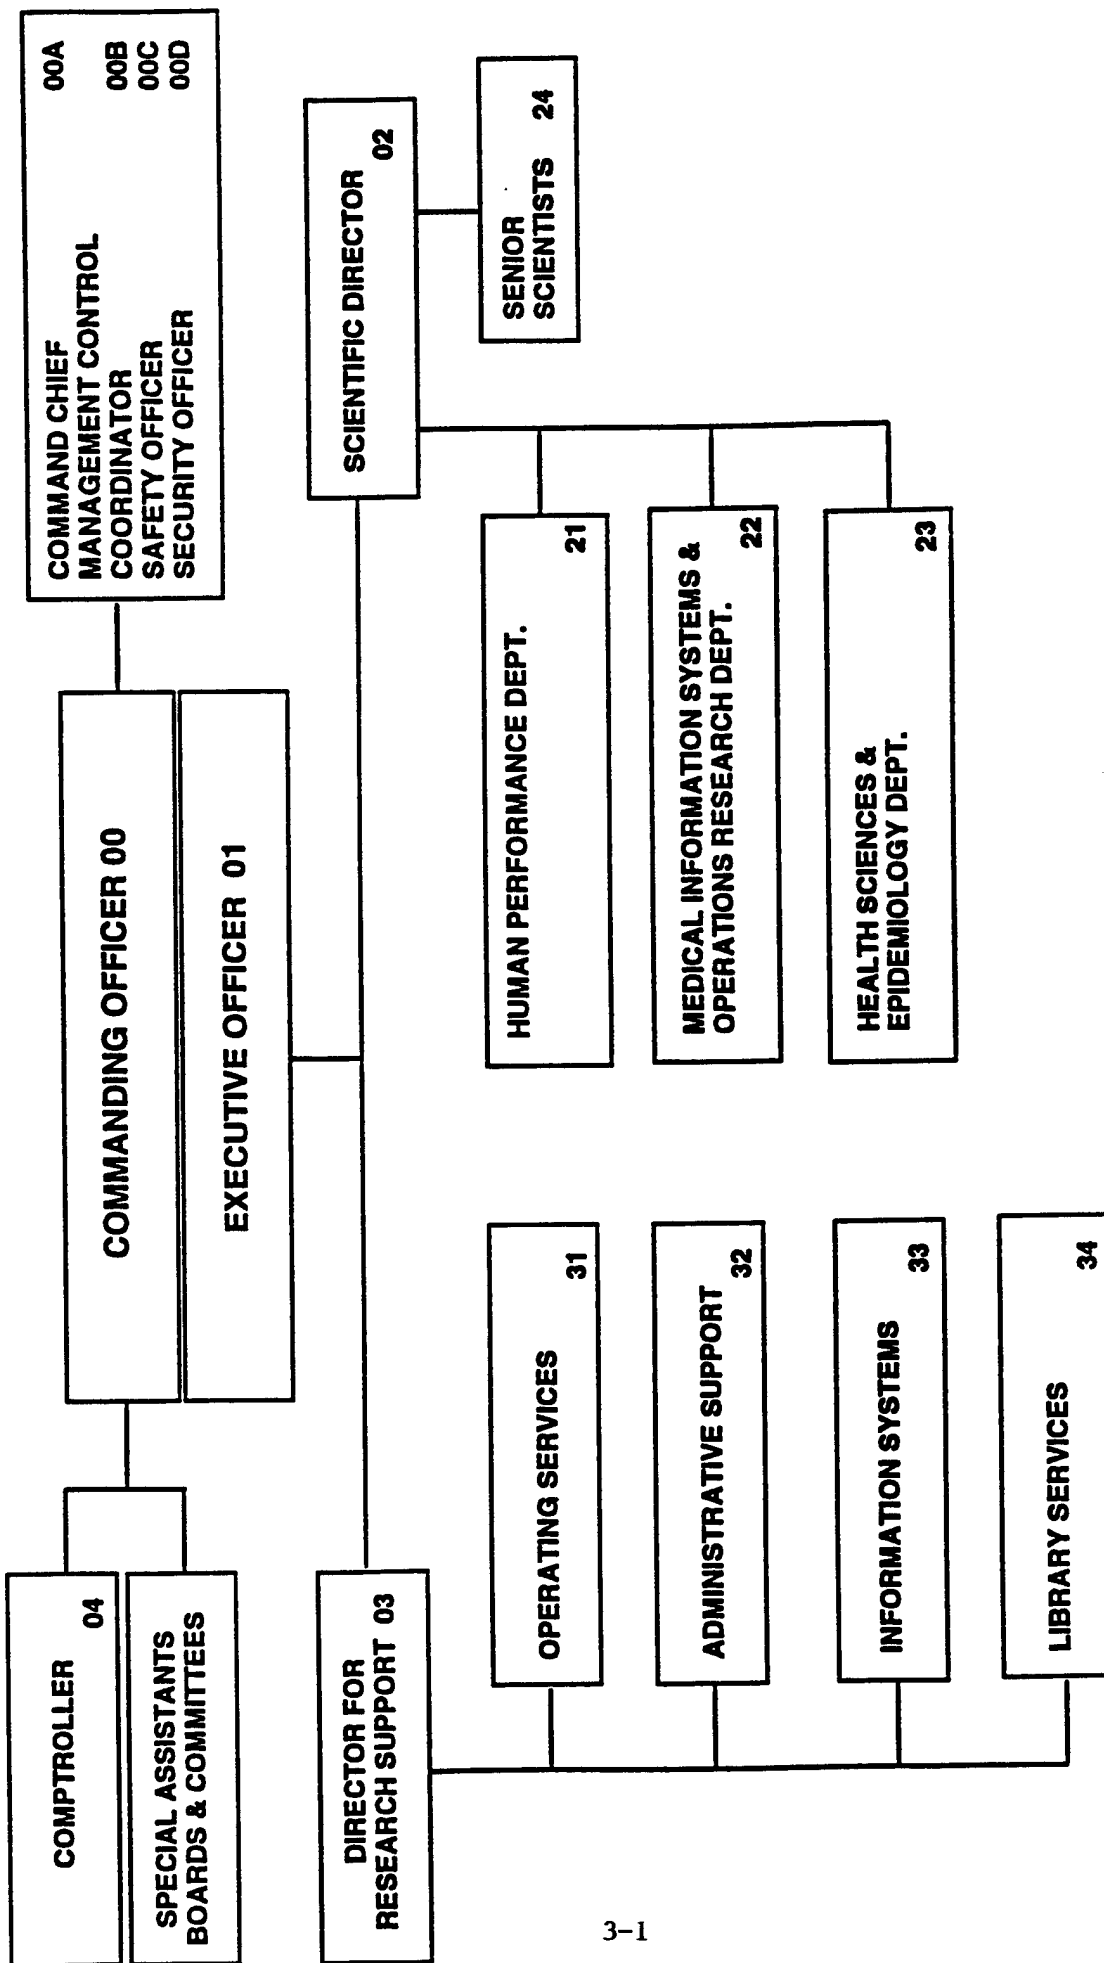 COMMANDING OFFICER 00
EXECUTIVE OFFICER 01
COMPTROLLER
04
SPECIAL ASSISTANTS
BOARDS & COMMITTEES
COMMAND CHIEF 00A
MANAGEMENT CONTROL
COORDINATOR 00B
SAFETY OFFICER 00C
SECURITY OFFICER 00D
DIRECTOR FOR
RESEARCH SUPPORT 03
SCIENTIFIC DIRECTOR
02
OPERATING SERVICES
31
ADMINISTRATIVE SUPPORT
32
INFORMATION SYSTEMS
33
LIBRARY SERVICES
34
HUMAN PERFORMANCE DEPT.
21
MEDICAL INFORMATION SYSTEMS &
OPERATIONS RESEARCH DEPT.
22
HEALTH SCIENCES &
EPIDEMIOLOGY DEPT.
23
SENIOR
SCIENTISTS 24
3-1